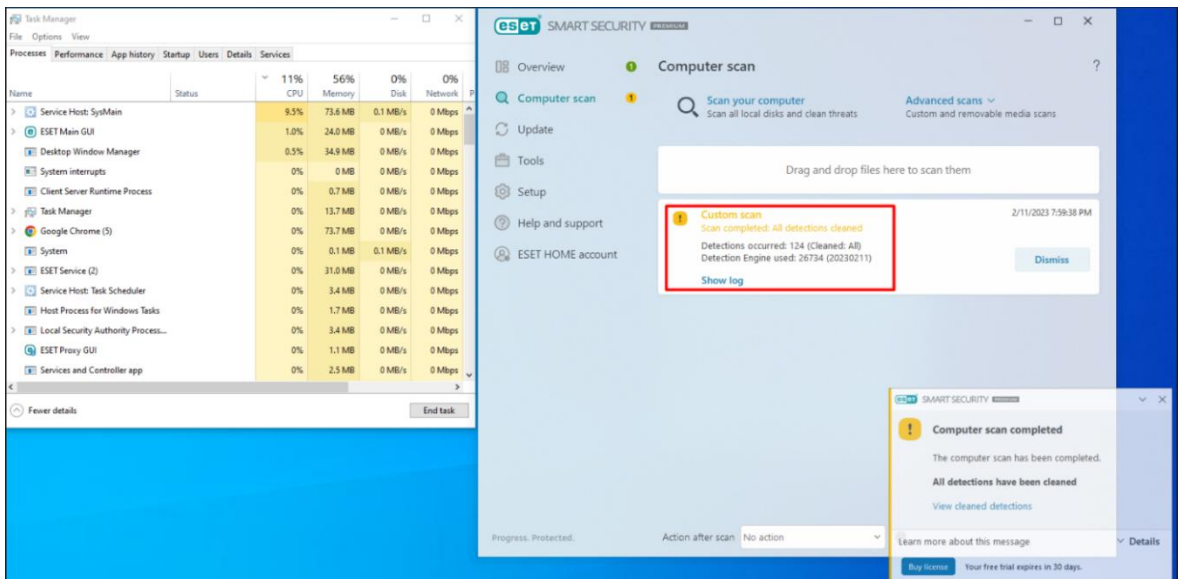 Task Manager
File Options View
Processes Performance App history Startup Users Details Services
11% 56% 0% 0%
Name Status CPU Memory Disk Network P
Service Host: SysMain 9.5% 73.6 MB 0.1 MB/s 0 Mbps
ESET Main GUI 1.0% 24.0 MB 0 MB/s 0 Mbps
Desktop Window Manager 0.5% 34.9 MB 0 MB/s 0 Mbps
System interrupts 0% 0 MB 0 MB/s 0 Mbps
Client Server Runtime Process 0% 0.7 MB 0 MB/s 0 Mbps
Task Manager 0% 13.7 MB 0 MB/s 0 Mbps
Google Chrome (5) 0% 73.7 MB 0 MB/s 0 Mbps
System 0% 0.1 MB 0.1 MB/s 0 Mbps
ESET Service (2) 0% 31.0 MB 0 MB/s 0 Mbps
Service Host: Task Scheduler 0% 3.4 MB 0 MB/s 0 Mbps
Host Process for Windows Tasks 0% 1.7 MB 0 MB/s 0 Mbps
Local Security Authority Process... 0% 3.4 MB 0 MB/s 0 Mbps
ESET Proxy GUI 0% 1.1 MB 0 MB/s 0 Mbps
Services and Controller app 0% 2.5 MB 0 MB/s 0 Mbps
Fewer details
End task
eset SMART SECURITY PREMIUM
Overview 1
Computer scan 1
Update
Tools
Setup
Help and support
ESET HOME account
Progress. Protected.
Computer scan ?
Scan your computer
Scan all local disks and clean threats
Advanced scans
Custom and removable media scans
Drag and drop files here to scan them
Custom scan 2/11/2023 7:59:38 PM
Scan completed: All detections cleaned
Detections occurred: 124 (Cleaned: All)
Detection Engine used: 26734 (20230211)
Show log
Dismiss
Action after scan No action
eset SMART SECURITY PREMIUM
Computer scan completed
The computer scan has been completed.
All detections have been cleaned
View cleaned detections
Learn more about this message Details
Buy license Your free trial expires in 30 days.